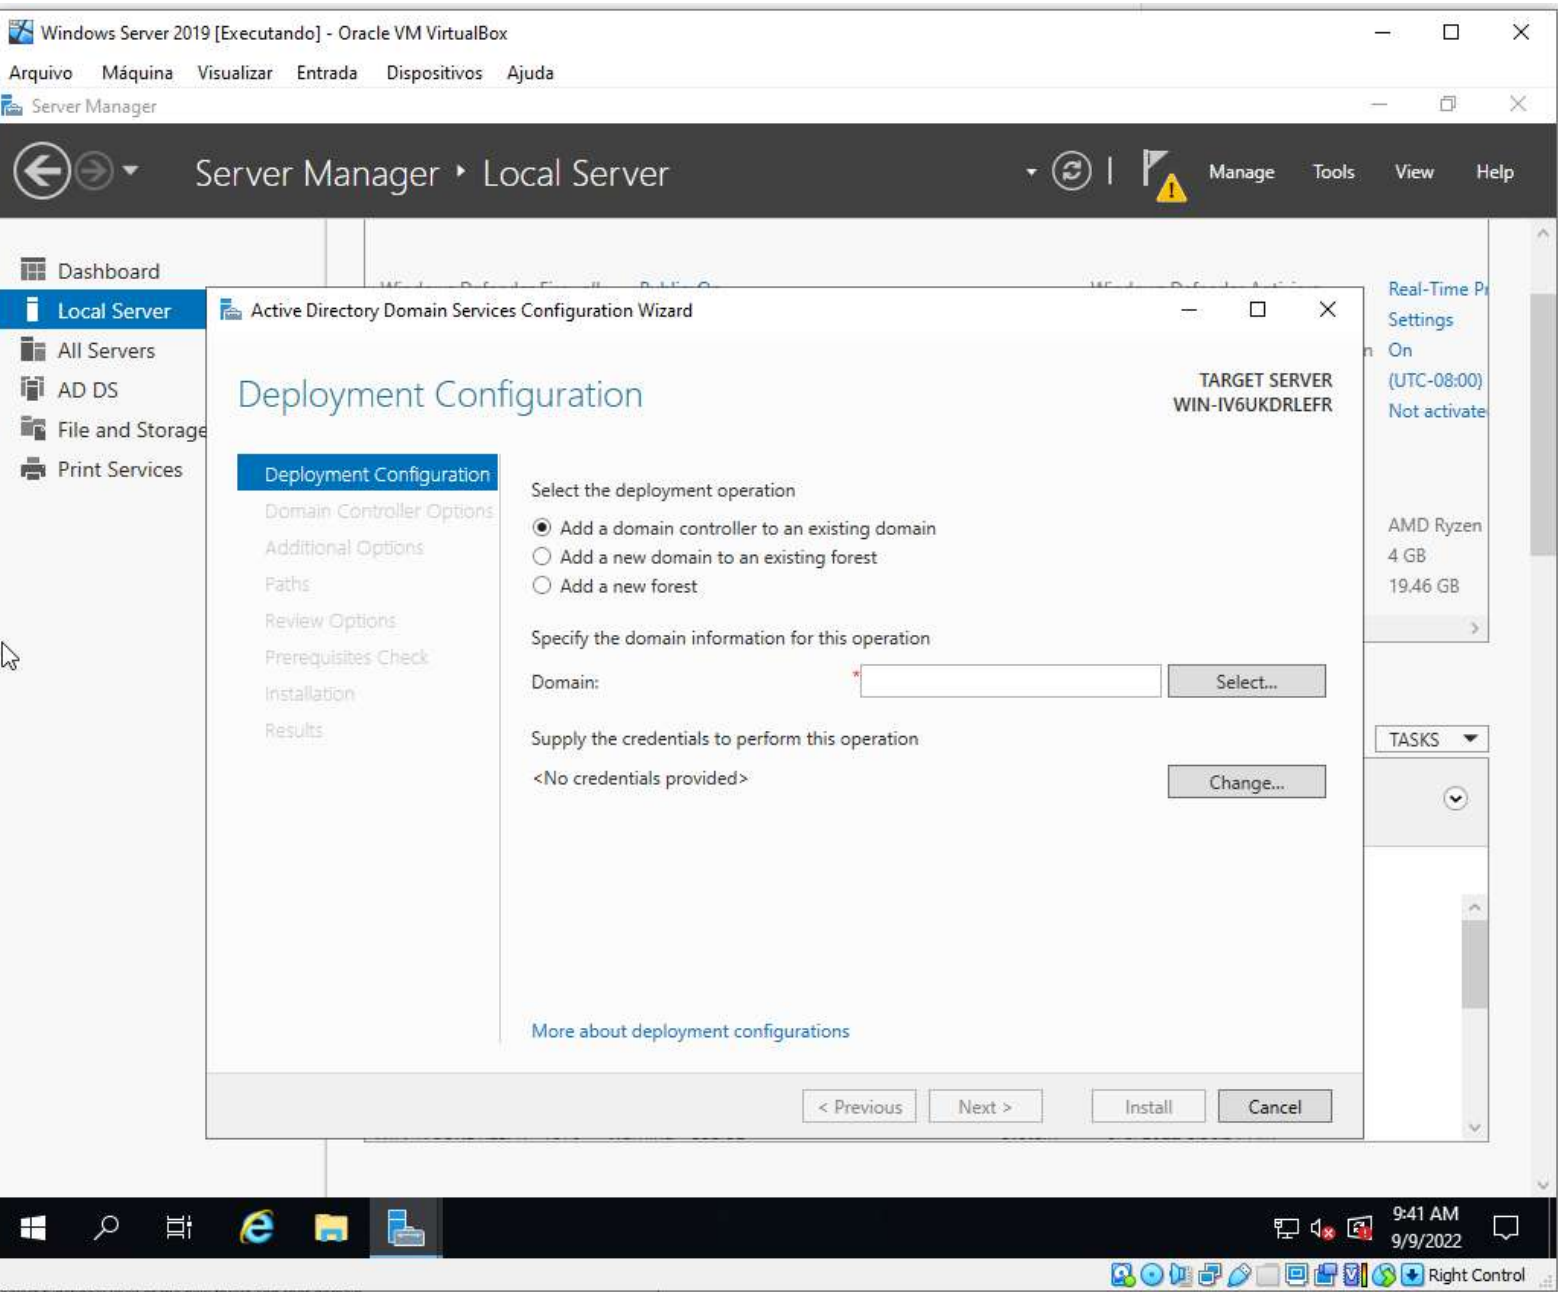 Windows Server 2019 [Executando] - Oracle VM VirtualBox
Arquivo Máquina Visualizar Entrada Dispositivos Ajuda
Server Manager
Server Manager ‣ Local Server
Manage Tools View Help
Dashboard
Local Server
All Servers
AD DS
File and Storage
Print Services
Real-Time Pr
Settings
On
(UTC-08:00)
Not activate
AMD Ryzen
4 GB
19.46 GB
TASKS
Active Directory Domain Services Configuration Wizard
Deployment Configuration
TARGET SERVER
WIN-IV6UKDRLEFR
Deployment Configuration
Domain Controller Options
Additional Options
Paths
Review Options
Prerequisites Check
Installation
Results
Select the deployment operation
Add a domain controller to an existing domain
Add a new domain to an existing forest
Add a new forest
Specify the domain information for this operation
Domain: *
Select...
Supply the credentials to perform this operation
<No credentials provided>
Change...
More about deployment configurations
< Previous Next > Install Cancel
9:41 AM
9/9/2022
Right Control